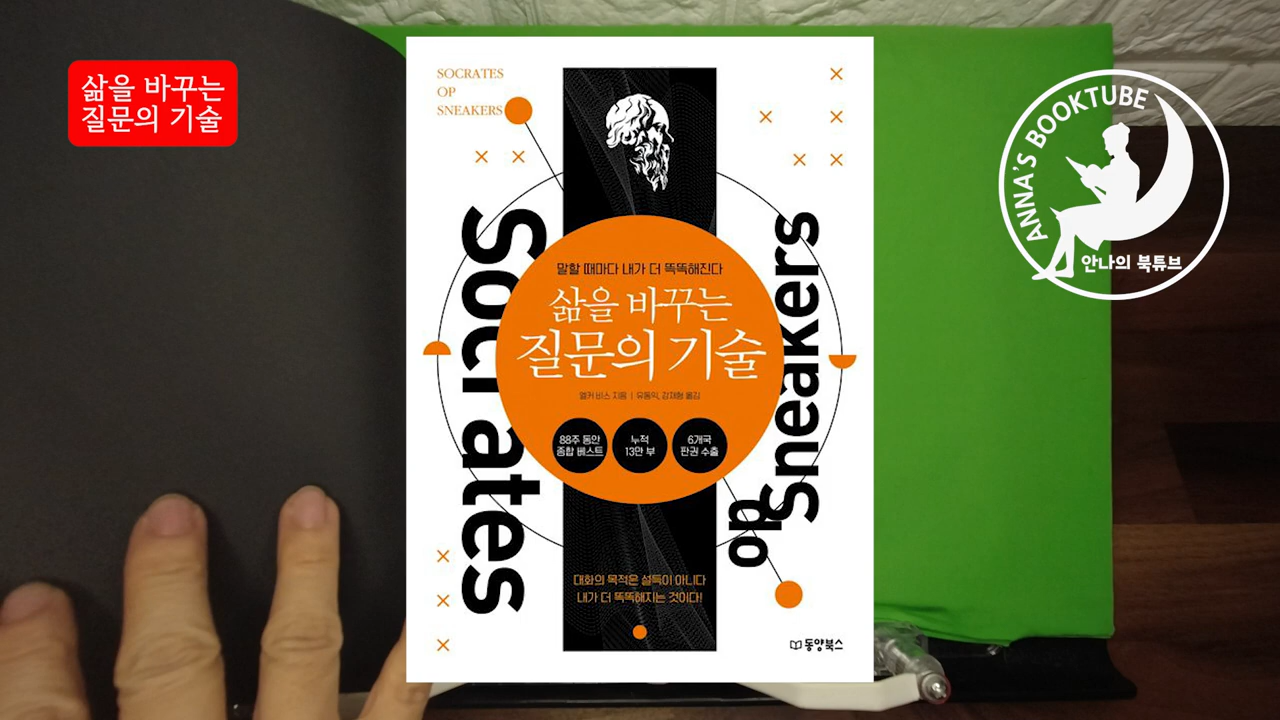 삶을 바꾸는
질문의 기술
SOCRATES
OP
SNEAKERS
Socrates
op
Sneakers
말할 때마다 내가 더 똑똑해진다
삶을 바꾸는
질문의 기술
엘커 비스 지음 | 유동익, 강재형 옮김
88주 동안
종합 베스트
누적
13만 부
6개국
판권 수출
대화의 목적은 설득이 아니다
내가 더 똑똑해지는 것이다!
동양북스
ANNA'S BOOKTUBE
안나의 북튜브